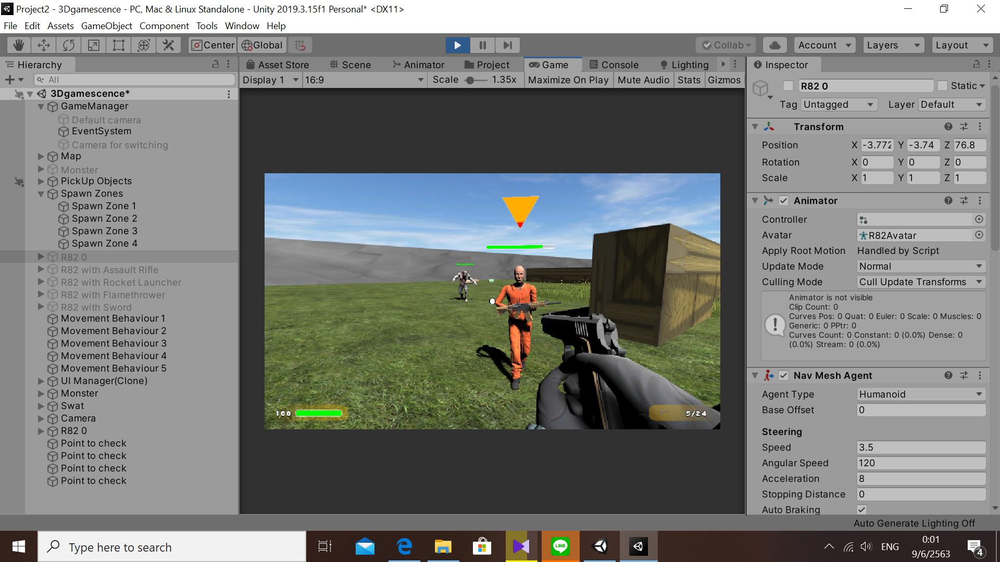 Project2 - 3Dgamescence - PC, Mac & Linux Standalone - Unity 2019.3.15f1 Personal* <DX11>
File Edit Assets GameObject Component Tools Window Help
Center Global Collab Account Layers Layout
Hierarchy Asset Store Scene Animator Project Game Console Lighting Inspector
All Display 1 16:9 Scale 1.35x Maximize On Play Mute Audio Stats Gizmos
3Dgamescence*
GameManager
Default camera
EventSystem
Camera for switching
Map
Monster
PickUp Objects
Spawn Zones
Spawn Zone 1
Spawn Zone 2
Spawn Zone 3
Spawn Zone 4
R82 0
R82 with Assault Rifle
R82 with Rocket Launcher
R82 with Flamethrower
R82 with Sword
Movement Behaviour 1
Movement Behaviour 2
Movement Behaviour 3
Movement Behaviour 4
Movement Behaviour 5
UI Manager(Clone)
Monster
Swat
Camera
R82 0
Point to check
Point to check
Point to check
Point to check
100 5/24
R82 0 Static
Tag Untagged Layer Default
Transform
Position X -3.772 Y -3.74 Z 76.8
Rotation X 0 Y 0 Z 0
Scale X 1 Y 1 Z 1
Animator
Controller
Avatar R82Avatar
Apply Root Motion Handled by Script
Update Mode Normal
Culling Mode Cull Update Transforms
Animator is not visible
Clip Count: 0
Curves Pos: 0 Quat: 0 Euler: 0 Scale: 0 Muscles: 0
Generic: 0 PPtr: 0
Curves Count: 0 Constant: 0 (0.0%) Dense: 0
(0.0%) Stream: 0 (0.0%)
Nav Mesh Agent
Agent Type Humanoid
Base Offset 0
Steering
Speed 3.5
Angular Speed 120
Acceleration 8
Stopping Distance 0
Auto Braking
Auto Generate Lighting Off
Type here to search LINE ENG 0:01
9/6/2563 4